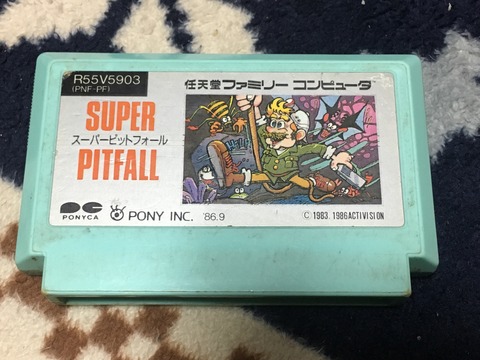 R55V5903
(PNF-PF)
任天堂ファミリーコンピュータ
SUPER
スーパーピットフォール
PITFALL
HELP
PONYCA
PONY INC. '86.9
© 1983. 1986 ACTIVISION